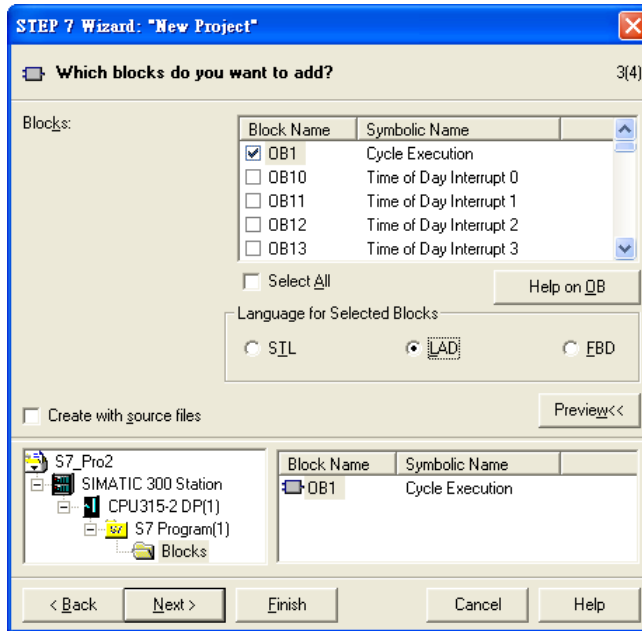 STEP 7 Wizard: "New Project"
Which blocks do you want to add? 3(4)
Blocks:
Block Name Symbolic Name
OB1 Cycle Execution
OB10 Time of Day Interrupt 0
OB11 Time of Day Interrupt 1
OB12 Time of Day Interrupt 2
OB13 Time of Day Interrupt 3
Select All
Help on OB
Language for Selected Blocks
STL LAD FBD
Create with source files
Preview<<
S7_Pro2
SIMATIC 300 Station
CPU315-2 DP(1)
S7 Program(1)
Blocks
Block Name Symbolic Name
OB1 Cycle Execution
< Back Next > Finish Cancel Help